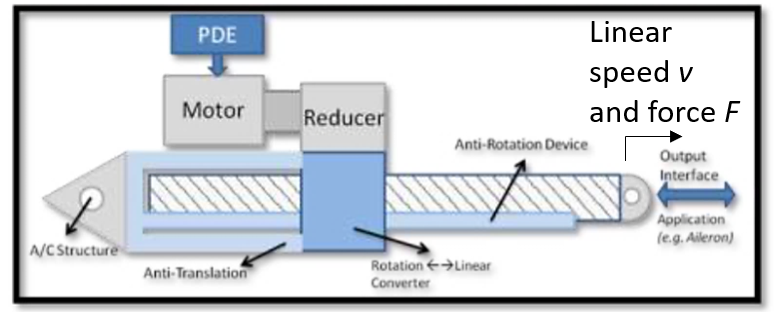 PDE
Motor
Reducer
Linear
speed v
and force F
Anti-Rotation Device
Output
Interface
Application
(e.g. Aileron)
A/C Structure
Anti-Translation
Rotation ←→Linear
Converter